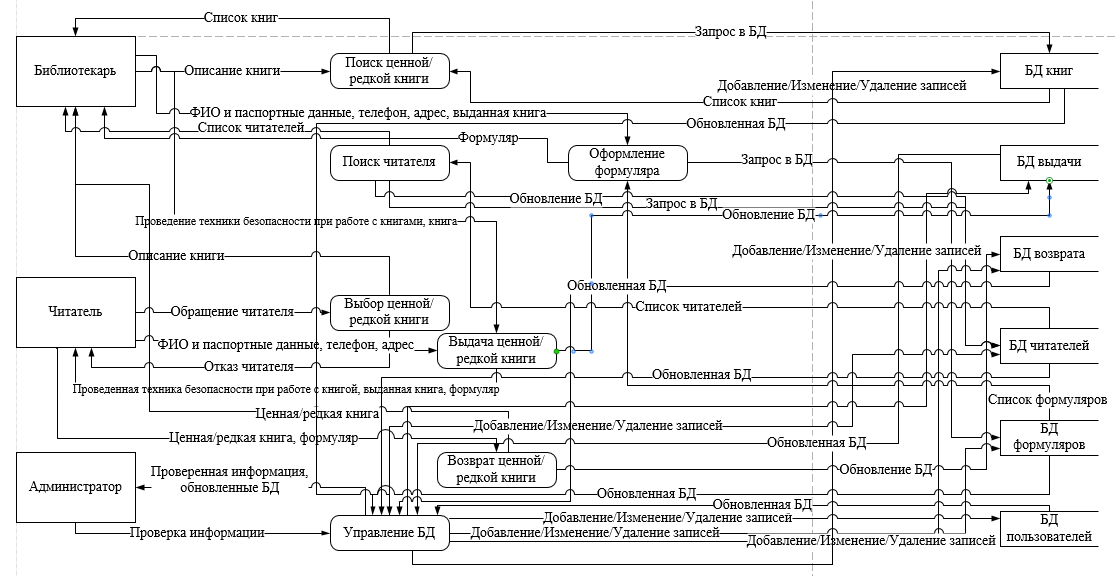 Список книг
Запрос в БД
Библиотекарь
Описание книги
Поиск ценной/
редкой книги
БД книг
Добавление/Изменение/Удаление записей
Список книг
ФИО и паспортные данные, телефон, адрес, выданная книга
Обновленная БД
Список читателей
Формуляр
Поиск читателя
Оформление
формуляра
Запрос в БД
БД выдачи
Обновление БД
Запрос в БД
Проведение техники безопасности при работе с книгами, книга
Обновление БД
Добавление/Изменение/Удаление записей
БД возврата
Описание книги
Обновленная БД
Читатель
Обращение читателя
Выбор ценной/
редкой книги
Список читателей
ФИО и паспортные данные, телефон, адрес
Выдача ценной/
редкой книги
БД читателей
Отказ читателя
Обновленная БД
Проведенная техника безопасности при работе с книгой, выданная книга, формуляр
Список формуляров
Ценная/редкая книга
Добавление/Изменение/Удаление записей
Ценная/редкая книга, формуляр
Обновленная БД
БД
формуляров
Возврат ценной/
редкой книги
Обновление БД
Администратор
Проверенная информация,
обновленные БД
Обновленная БД
Обновленная БД
Проверка информации
Управление БД
Добавление/Изменение/Удаление записей
Добавление/Изменение/Удаление записей
Добавление/Изменение/Удаление записей
БД
пользователей